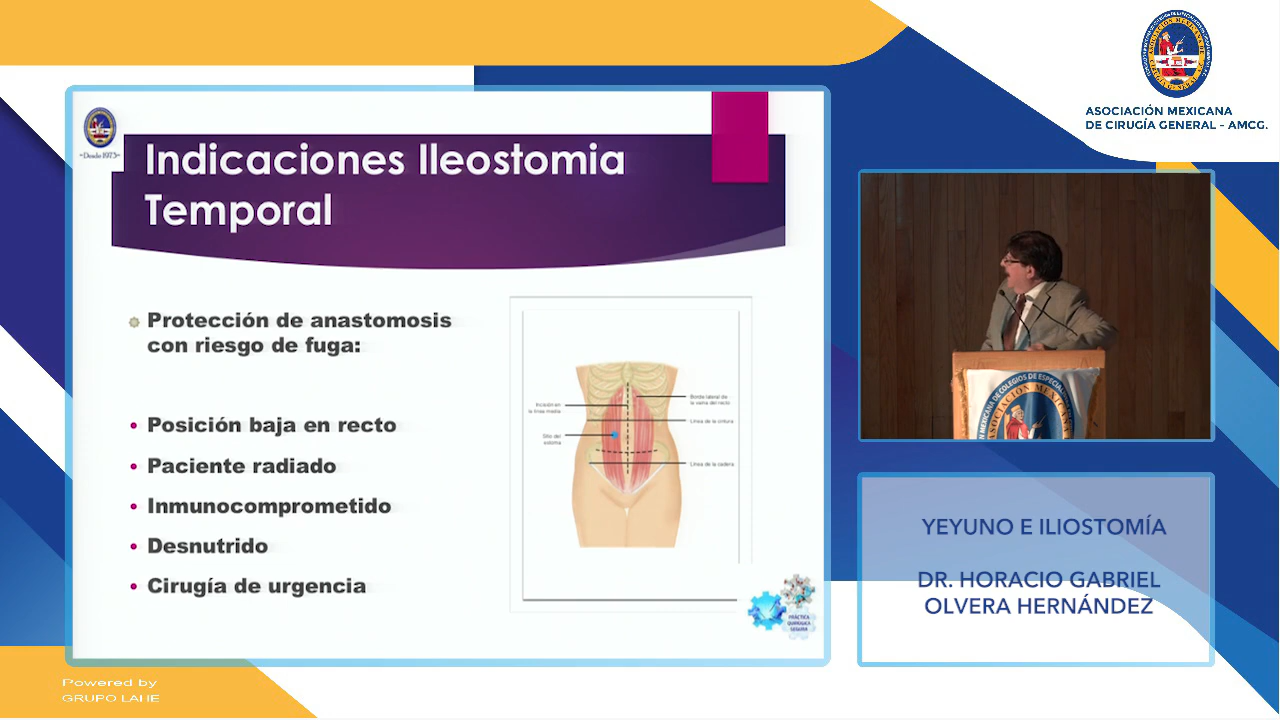 Indicaciones Ileostomia
Temporal
~Desde 1973~
Protección de anastomosis
con riesgo de fuga:
Posición baja en recto
Paciente radiado
Inmunocomprometido
Desnutrido
Cirugía de urgencia
Incisión en
la línea media
Sitio del
estoma
Borde lateral de
la vaina del recto
Línea de la cintura
Línea de la cadera
PRÁCTICA
QUIRÚRGICA
SEGURA
ASOCIACIÓN MEXICANA
DE CIRUGÍA GENERAL - AMCG.
YEYUNO E ILIOSTOMÍA
DR. HORACIO GABRIEL
OLVERA HERNÁNDEZ
Powered by
GRUPO LAHE